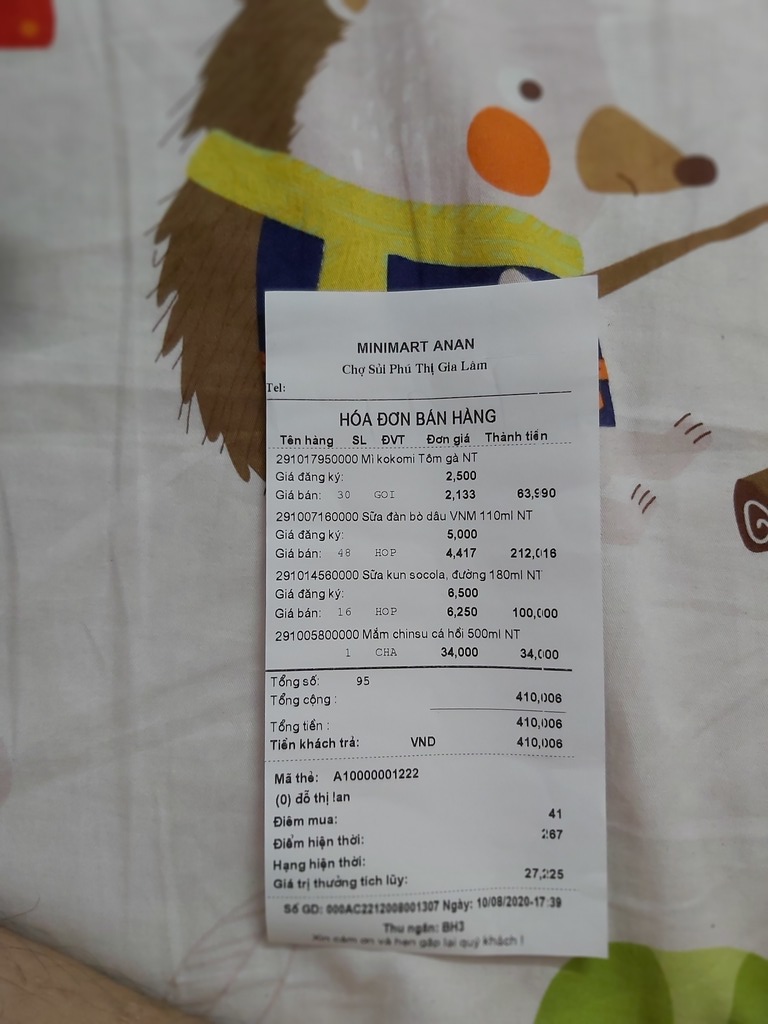 MINIMART ANAN
Chợ Sủi Phú Thị Gia Lâm
Tel:
HÓA ĐƠN BÁN HÀNG
Tên hàng SL ĐVT Đơn giá Thành tiền
291017950000 Mì kokomi Tôm gà NT
Giá đăng ký: 2,500
Giá bán: 30 GOI 2,133 63,990
291007160000 Sữa đàn bò dâu VNM 110ml NT
Giá đăng ký: 5,000
Giá bán: 48 HOP 4,417 212,016
291014560000 Sữa kun socola, đường 180ml NT
Giá đăng ký: 6,500
Giá bán: 16 HOP 6,250 100,000
291005800000 Mắm chinsu cá hồi 500ml NT
1 CHA 34,000 34,000
Tổng số: 95
Tổng cộng : 410,006
Tổng tiền : 410,006
Tiền khách trả: VND 410,006
Mã thẻ: A10000001222
(0) đỗ thị lan
Điểm mua: 41
Điểm hiện thời: 267
Hạng hiện thời:
Giá trị thưởng tích lũy: 27,225
Số GD: 000AC2212008001307 Ngày: 10/08/2020-17:39
Thu ngân: BH3
Xin cảm ơn và hẹn gặp lại quý khách !